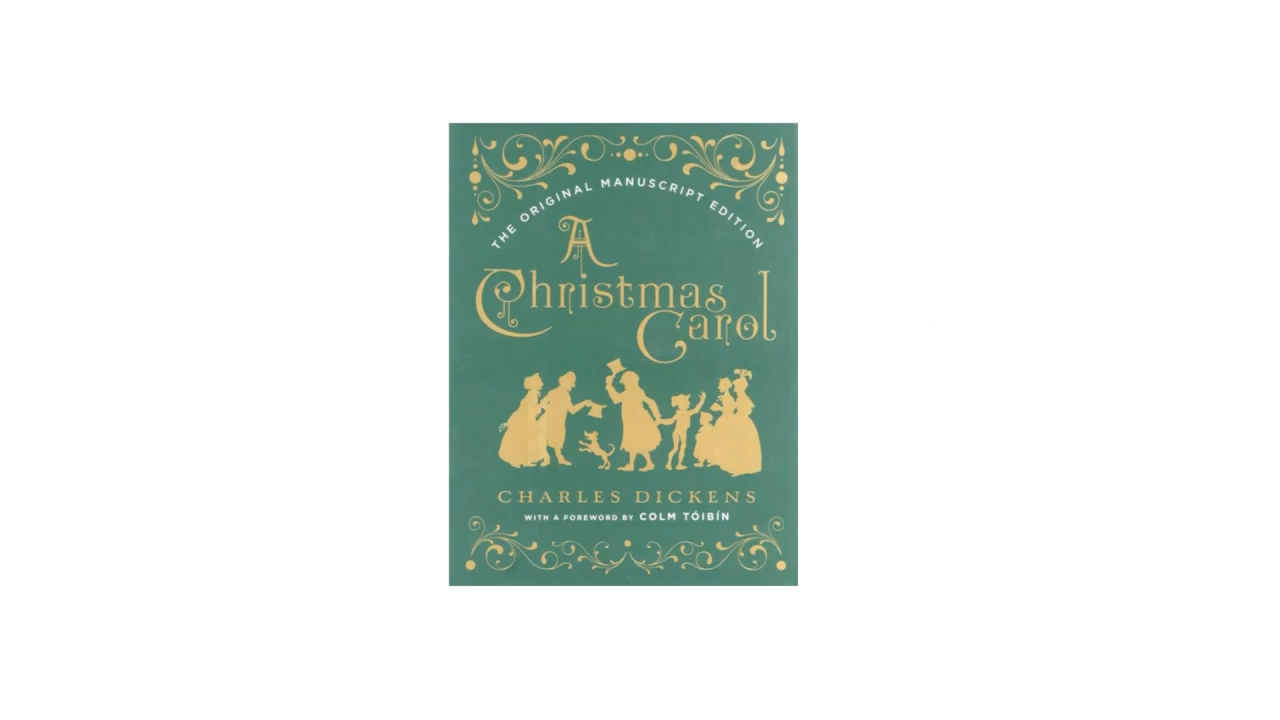 THE ORIGINAL MANUSCRIPT EDITION
A
Christmas
Carol
CHARLES DICKENS
WITH A FOREWORD BY COLM TÓIBÍN